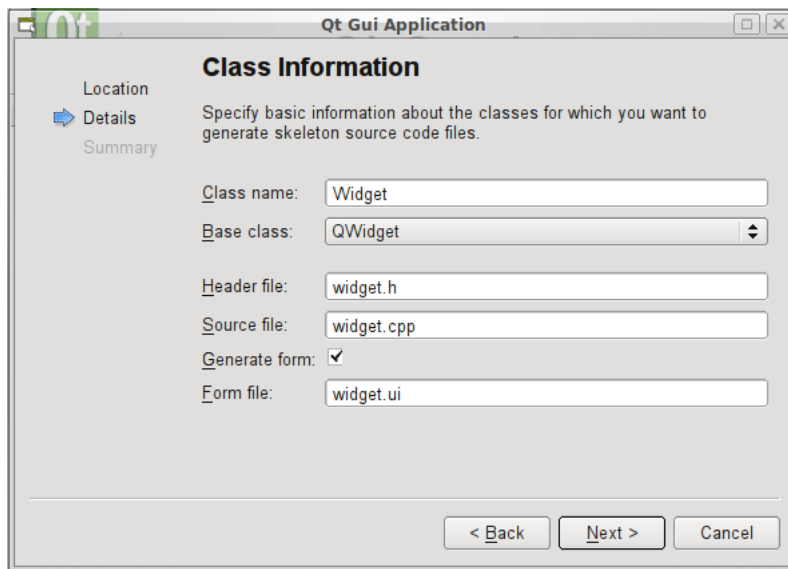 Qt
Qt Gui Application
Location
Details
Summary
Class Information
Specify basic information about the classes for which you want to
generate skeleton source code files.
Class name: Widget
Base class: QWidget
Header file: widget.h
Source file: widget.cpp
Generate form:
Form file: widget.ui
< Back Next > Cancel